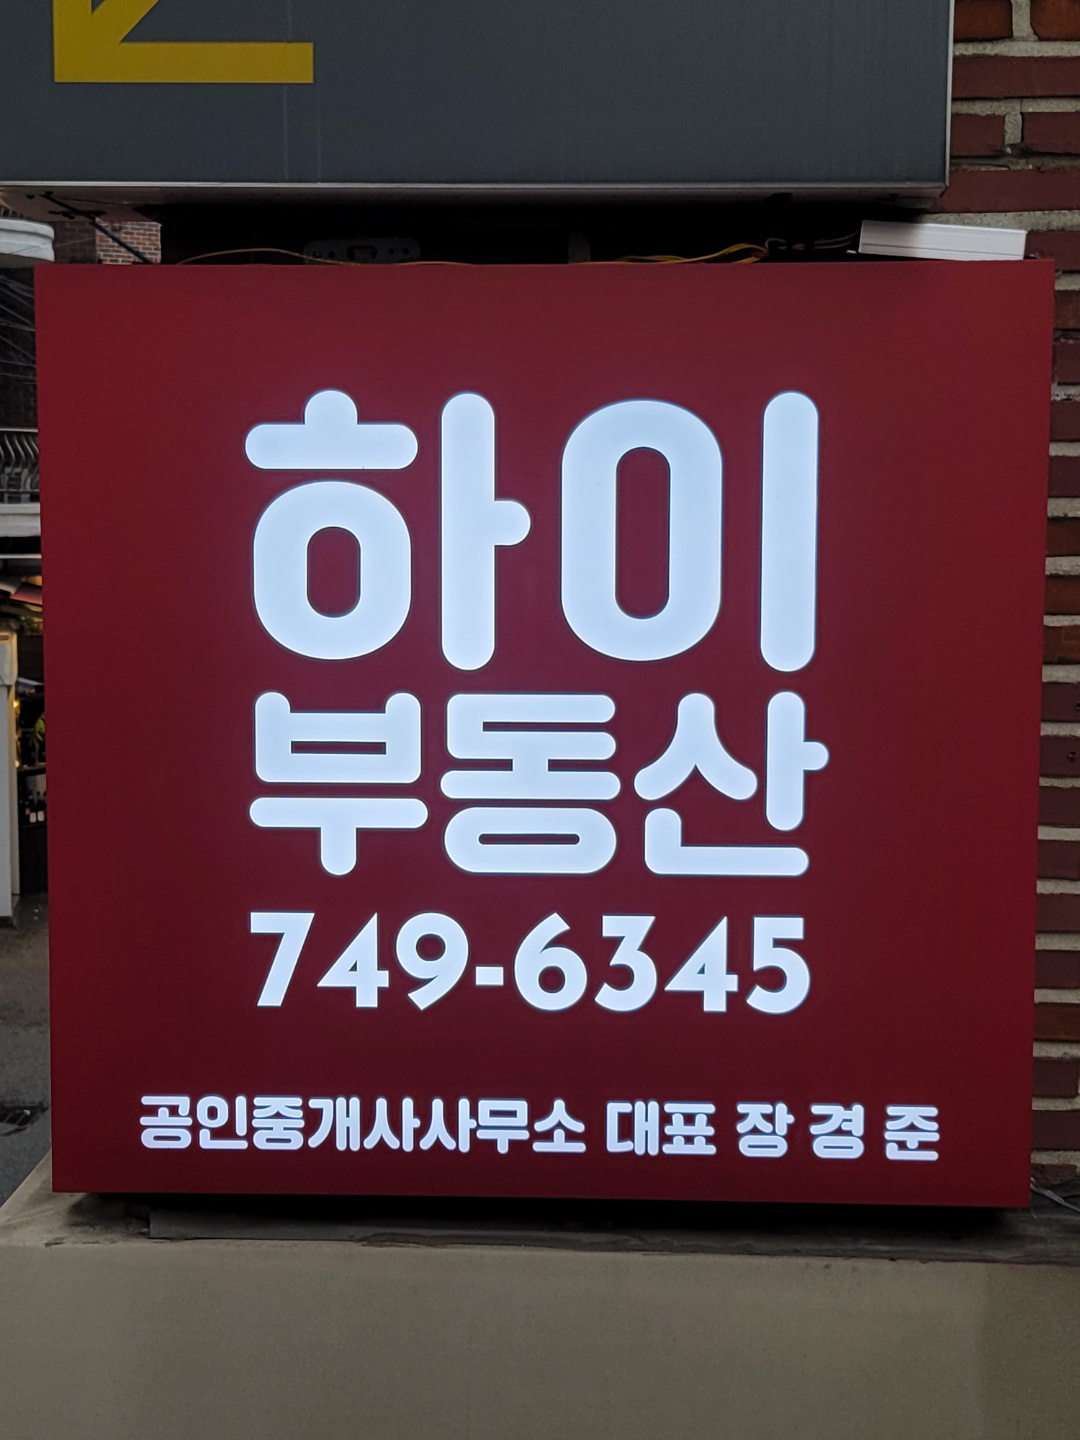 하이
부동산
749-6345
공인중개사사무소 대표 장 경 준